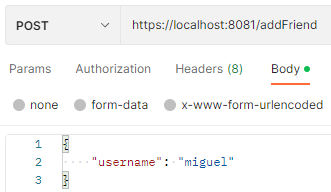 POST https://localhost:8081/addFriend
Params Authorization Headers (8) Body
none form-data x-www-form-urlencoded
1 {
2 "username": "miguel"
3 }